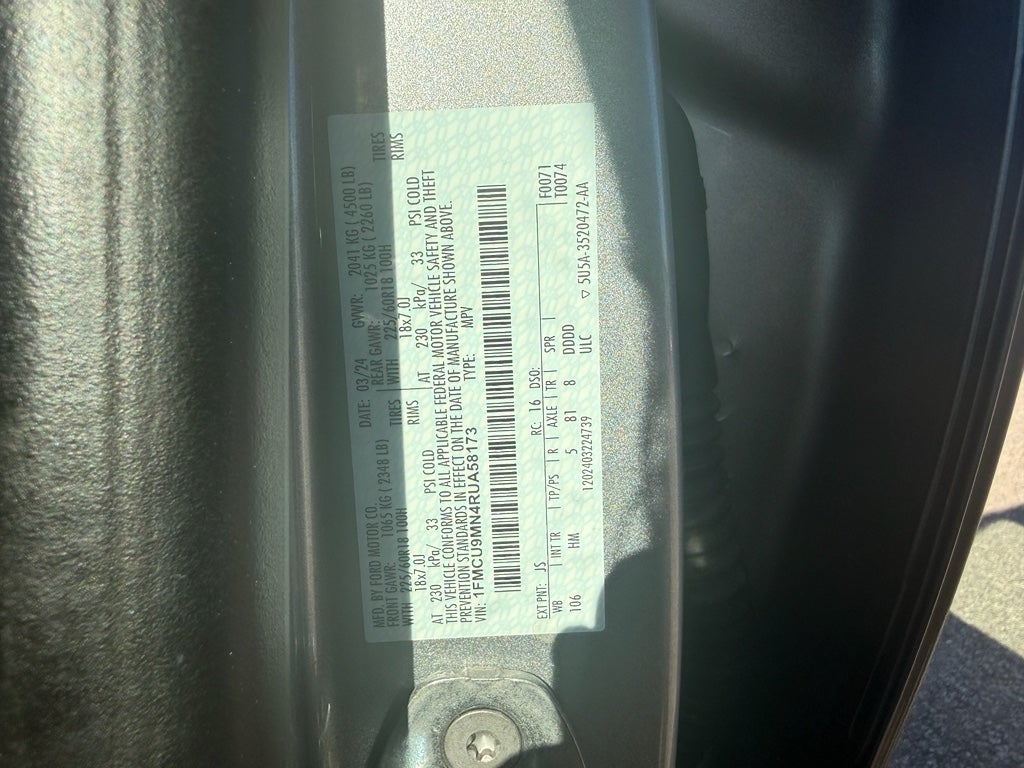 MFD. BY FORD MOTOR CO. DATE: 03/24 GVWR: 2041 KG ( 4500 LB)
FRONT GAWR: 1065 KG ( 2348 LB) REAR GAWR: 1025 KG ( 2260 LB)
WITH 225/60R18 100H TIRES WITH 225/60R18 100H TIRES
18x7.0J RIMS 18x7.0J RIMS
AT 230 kPa/ 33 PSI COLD AT 230 kPa/ 33 PSI COLD
THIS VEHICLE CONFORMS TO ALL APPLICABLE FEDERAL MOTOR VEHICLE SAFETY AND THEFT
PREVENTION STANDARDS IN EFFECT ON THE DATE OF MANUFACTURE SHOWN ABOVE.
VIN: 1FMCU9MN4RUA58173 TYPE: MPV
EXT PNT: JS RC: 16 DSO: F0071
WB INT TR TP/PS R AXLE TR SPR T0074
106 HM 5 81 8 DDDD
1202403224739 ULC ▽ 5U5A-3520472-AA